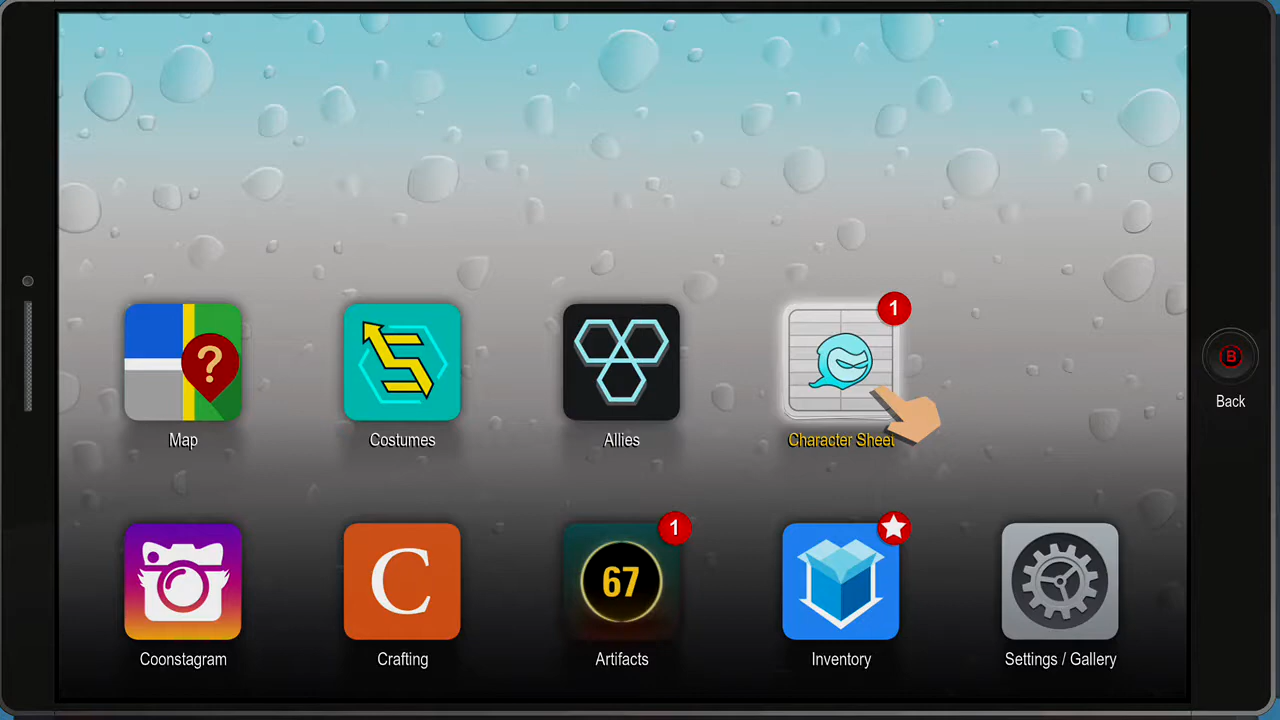 1
?
B
Back
Map
Costumes
Allies
Character Sheet
1
C
67
Coonstagram
Crafting
Artifacts
Inventory
Settings / Gallery